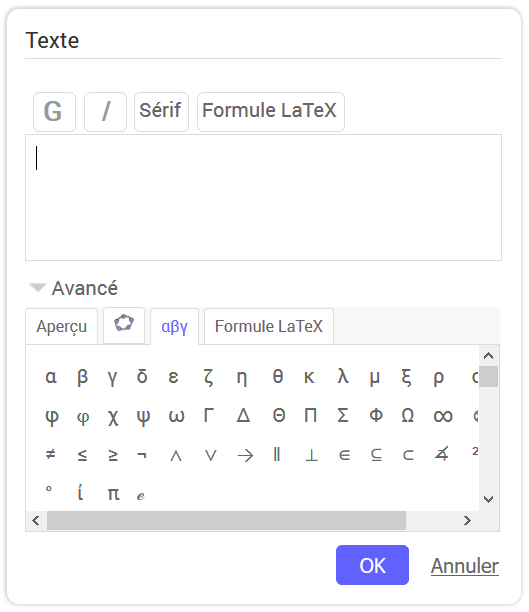 Texte
G I Sérif Formule LaTeX
Avancé
Aperçu αβγ Formule LaTeX
α β γ δ ε ζ η θ κ λ μ ξ ρ
φ φ χ ψ ω Γ Δ Θ Π Σ Φ Ω ∞
≠ ≤ ≥ ¬ ∧ ∨ → ∥ ⊥ ∈ ⊆ ⊂ ∡ ²
° ί π ℯ
OK Annuler